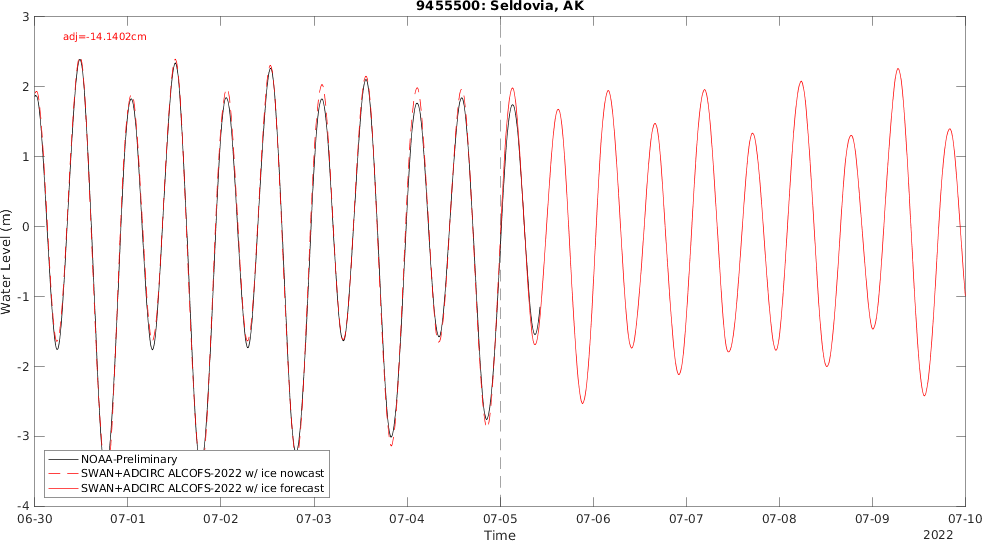 9455500: Seldovia, AK
adj=-14.1402cm
3
2
1
0
-1
-2
-3
-4
Water Level (m)
NOAA-Preliminary
SWAN+ADCIRC ALCOFS-2022 w/ ice nowcast
SWAN+ADCIRC ALCOFS-2022 w/ ice forecast
06-30 07-01 07-02 07-03 07-04 07-05 07-06 07-07 07-08 07-09 07-10
Time
2022